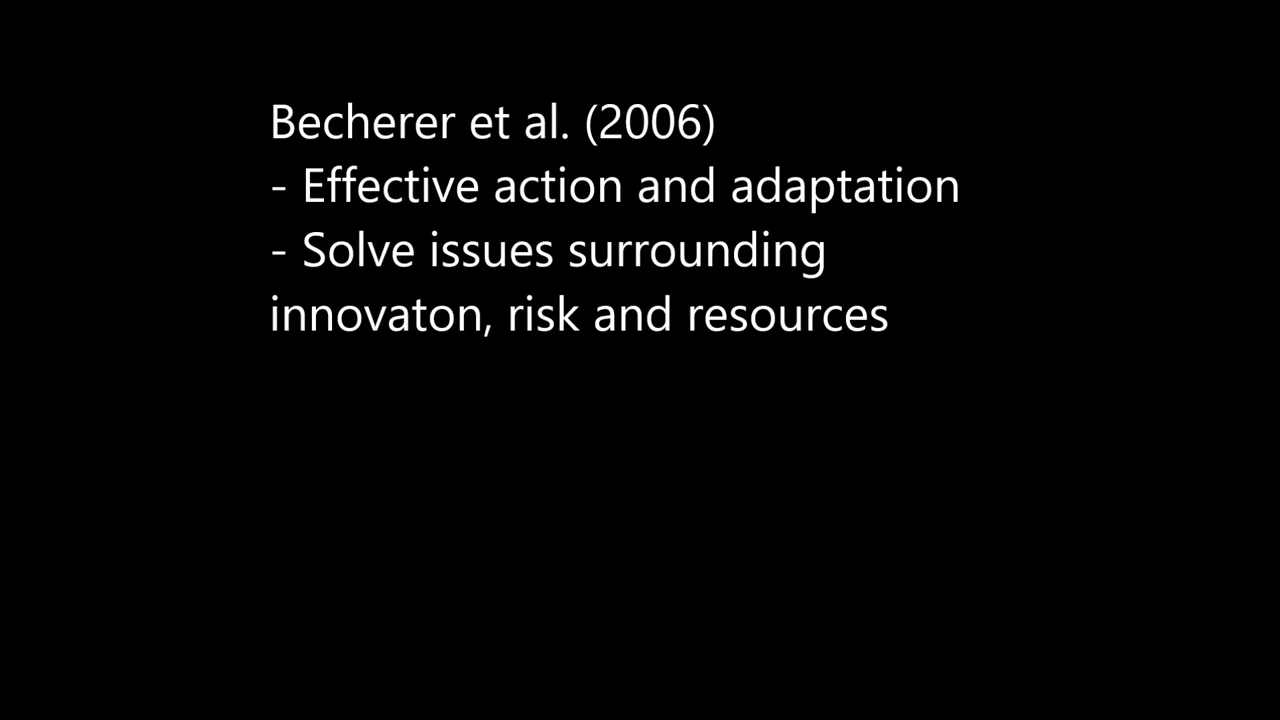 Becherer et al. (2006)
- Effective action and adaptation
- Solve issues surrounding
innovaton, risk and resources